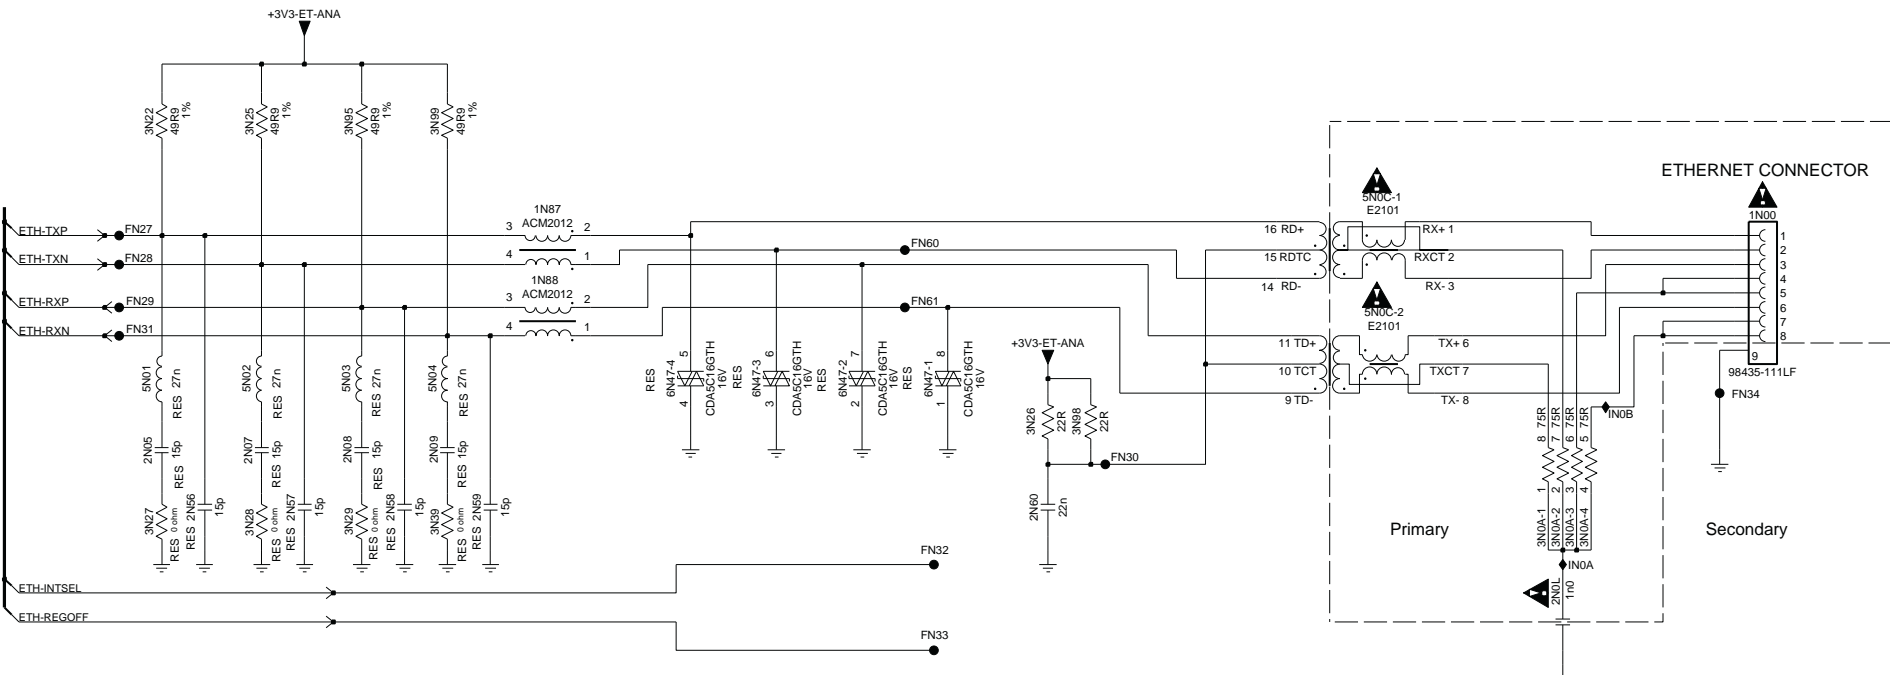 +3V3-ET-ANA
3N22
49R9
1%
3N25
49R9
1%
3N95
49R9
1%
3N99
49R9
1%
ETHERNET CONNECTOR
5N0C-1
E2101
1N00
1N87
ACM2012
3
2
4
1
ETH-TXP
FN27
ETH-TXN
FN28
1N88
ACM2012
3
2
4
1
ETH-RXP
FN29
ETH-RXN
FN31
FN60
FN61
16 RD+
15 RDTC
14 RD-
RX+ 1
RXCT 2
RX- 3
5N0C-2
E2101
11 TD+
10 TCT
9 TD-
TX+ 6
TXCT 7
TX- 8
1
2
3
4
5
6
7
8
9
98435-111LF
FN34
5N01
RES 27n
5N02
RES 27n
5N03
RES 27n
5N04
RES 27n
RES
6N47-4
5
4
CDA5C16GTH
16V
RES
6N47-3
6
3
CDA5C16GTH
16V
RES
6N47-2
7
2
CDA5C16GTH
16V
RES
6N47-1
8
1
CDA5C16GTH
16V
+3V3-ET-ANA
3N26
22R
3N98
22R
FN30
2N60
22n
2N05
RES 15p
2N07
RES 15p
2N08
RES 15p
2N09
RES 15p
3N27
RES 0 ohm
RES 2N56
15p
3N28
RES 0 ohm
RES 2N57
15p
3N29
RES 0 ohm
RES 2N58
15p
3N39
RES 0 ohm
RES 2N59
15p
IN0B
8 75R
7 75R
6 75R
5 75R
1
2
3
4
3N0A-1
3N0A-2
3N0A-3
3N0A-4
IN0A
2N0L
1n0
Primary
Secondary
ETH-INTSEL
FN32
ETH-REGOFF
FN33